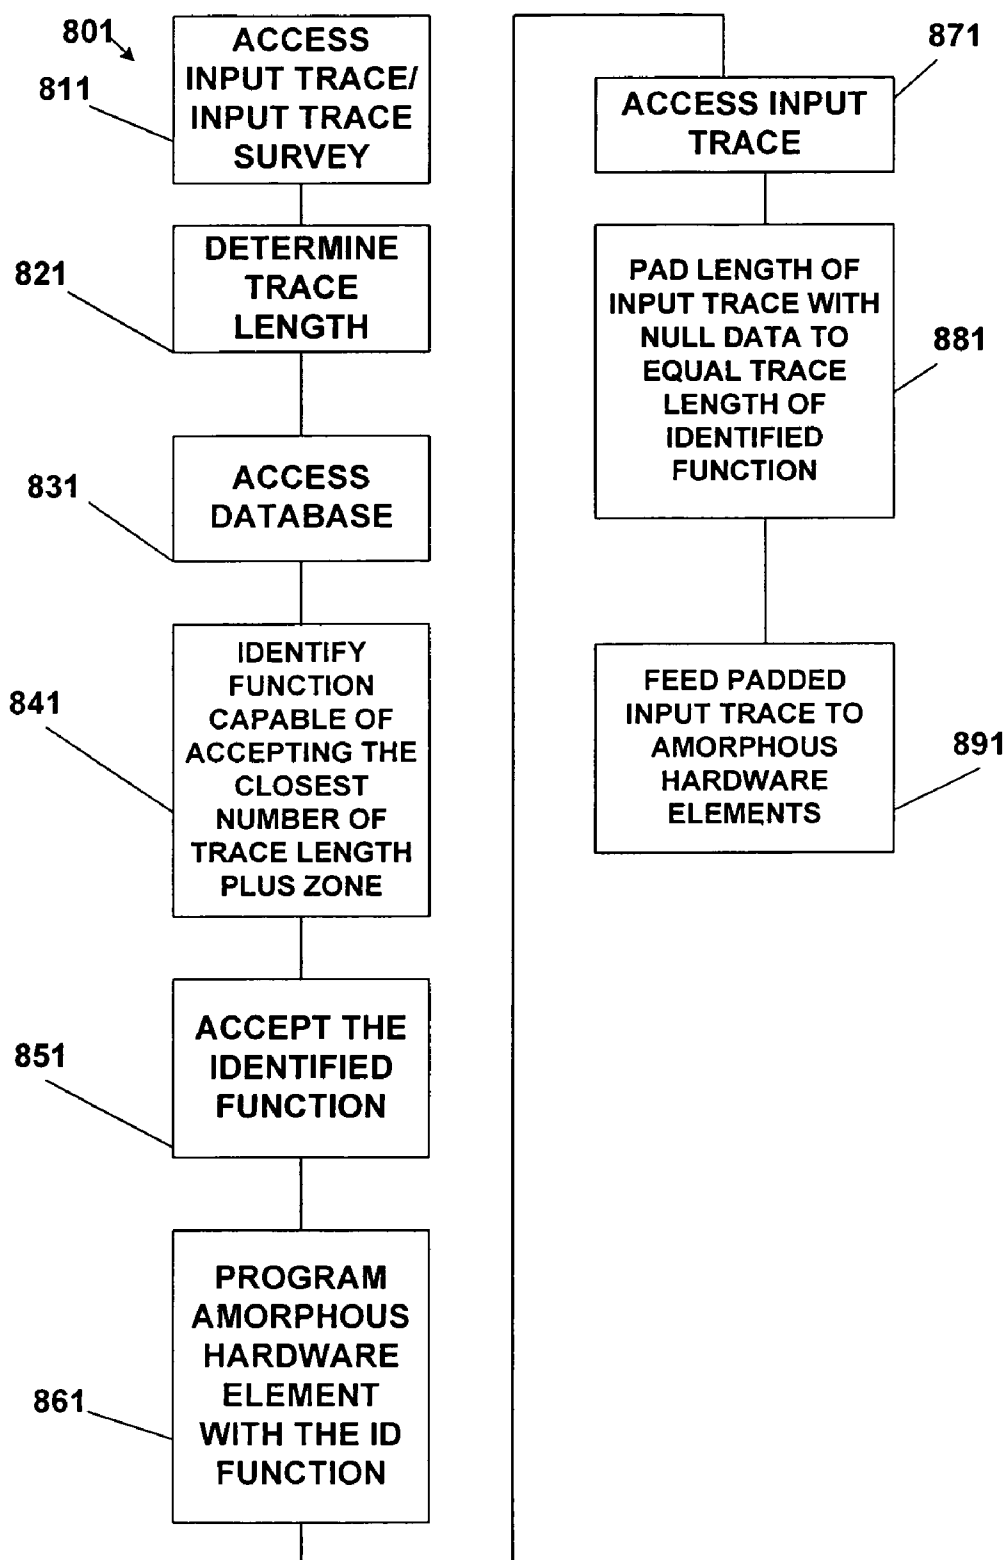 801
811
ACCESS
INPUT TRACE/
INPUT TRACE
SURVEY
821
DETERMINE
TRACE
LENGTH
831
ACCESS
DATABASE
841
IDENTIFY
FUNCTION
CAPABLE OF
ACCEPTING THE
CLOSEST
NUMBER OF
TRACE LENGTH
PLUS ZONE
851
ACCEPT THE
IDENTIFIED
FUNCTION
861
PROGRAM
AMORPHOUS
HARDWARE
ELEMENT
WITH THE ID
FUNCTION
871
ACCESS INPUT
TRACE
881
PAD LENGTH OF
INPUT TRACE WITH
NULL DATA TO
EQUAL TRACE
LENGTH OF
IDENTIFIED
FUNCTION
891
FEED PADDED
INPUT TRACE TO
AMORPHOUS
HARDWARE
ELEMENTS